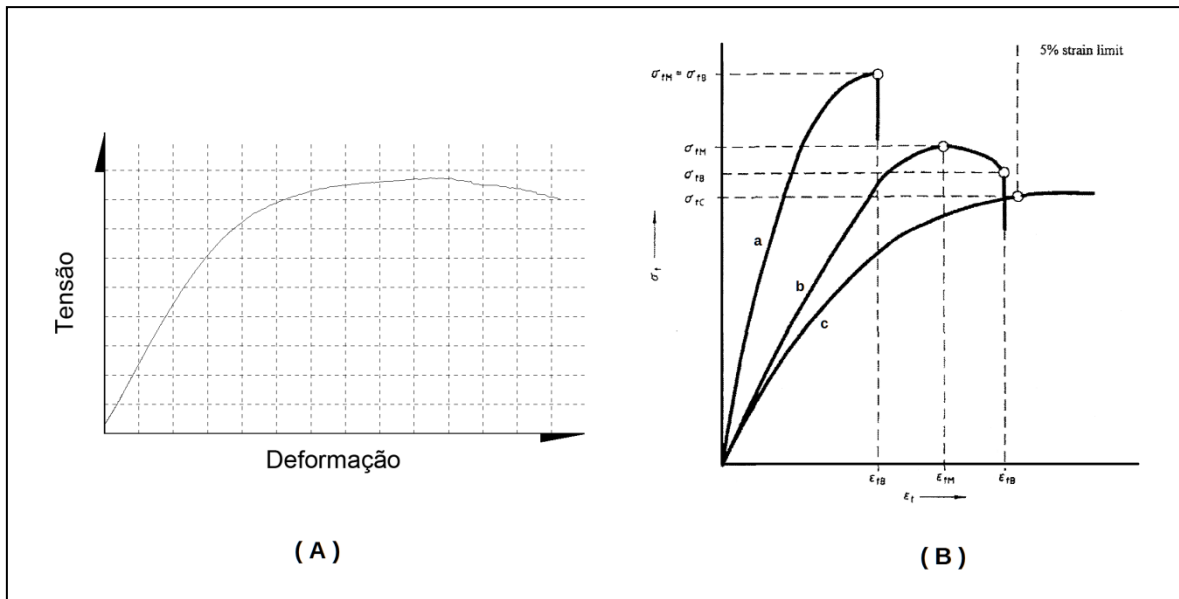 Tensão
Deformação
( A )
5% strain limit
σfM = σfB
σfM
σfB
σfC
σf
a
b
c
εfB
εfM
εfB
εf
( B )